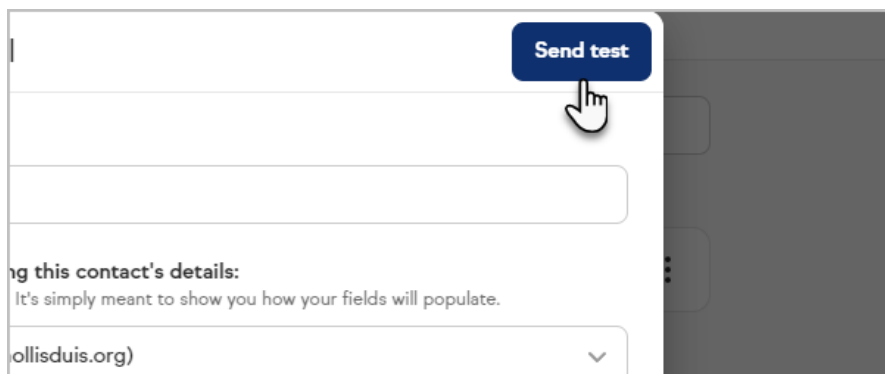 Send test
ng this contact's details:
It's simply meant to show you how your fields will populate.
ollisduis.org)